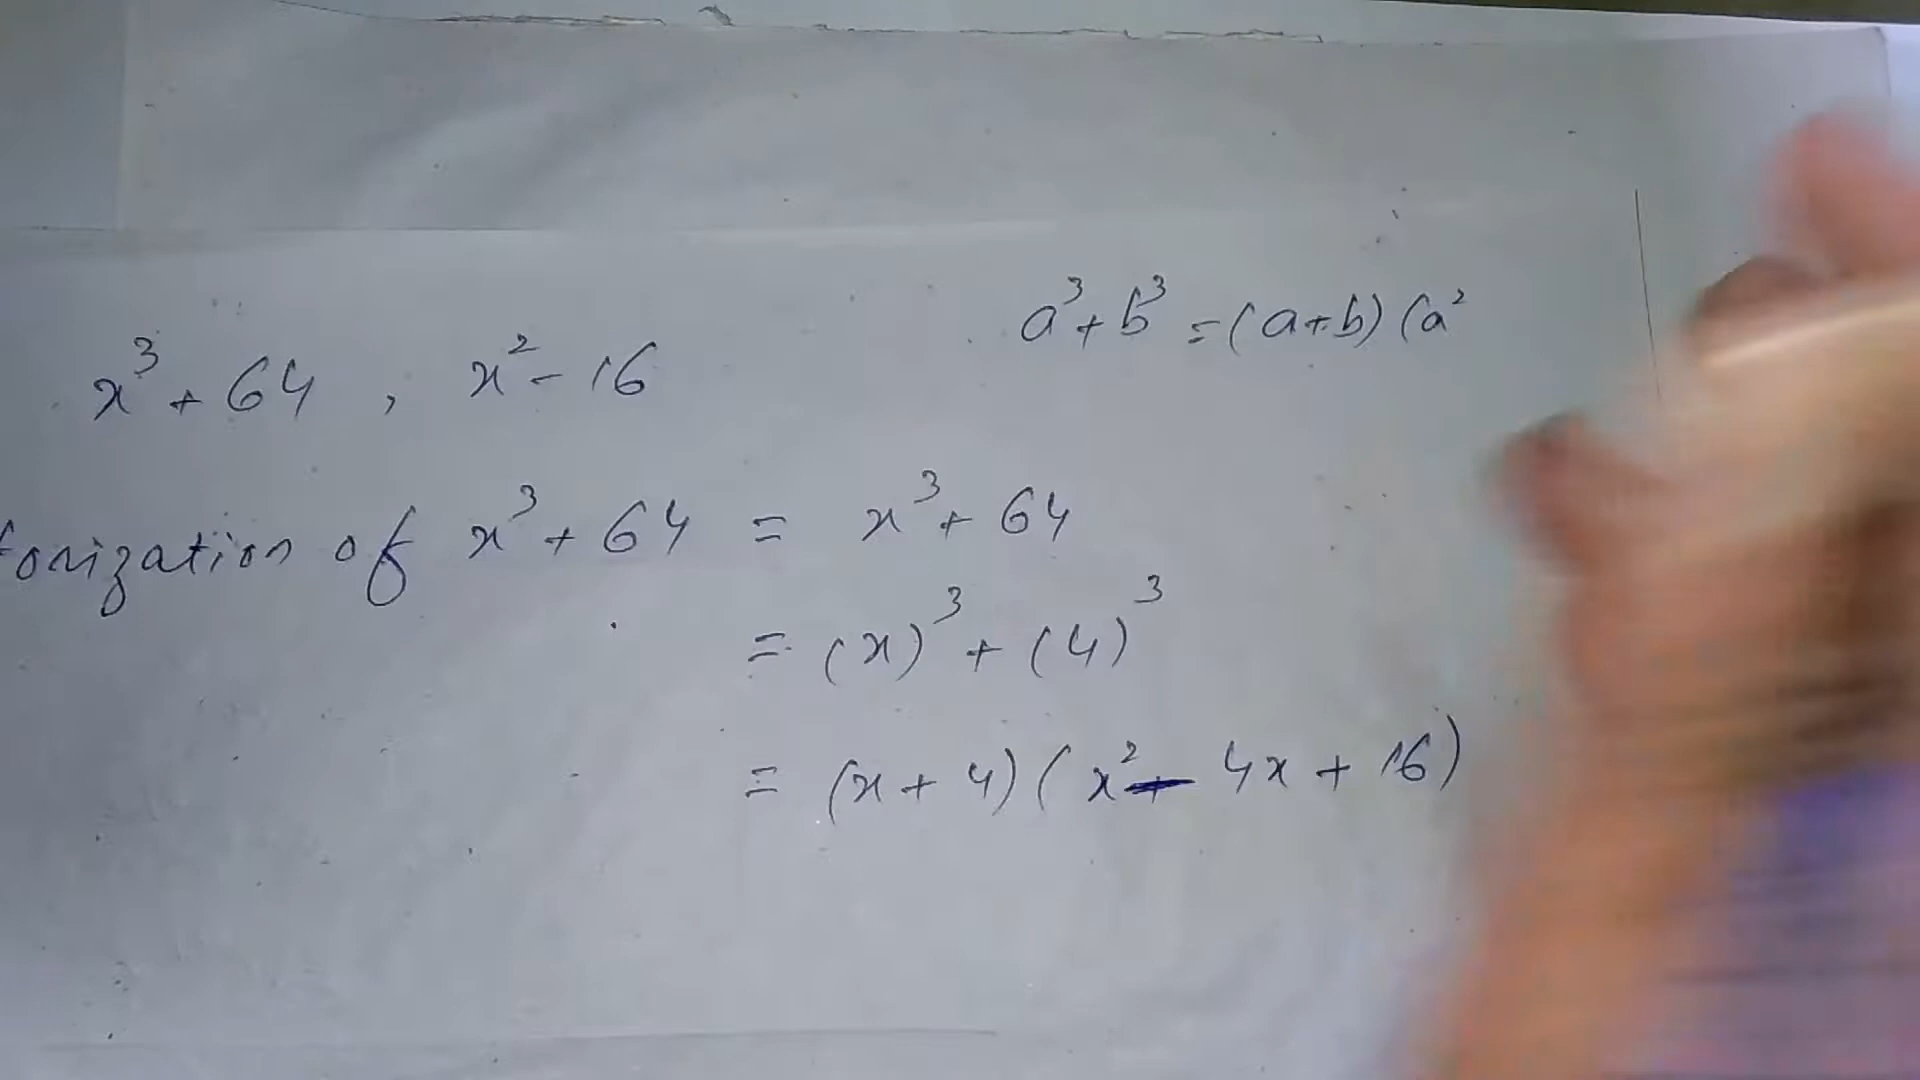 a³+b³=(a+b)(a²
x³+64, x²-16
orization of x³+64 = x³+64
= (x)³+(4)³
= (x+4)(x²-4x+16)